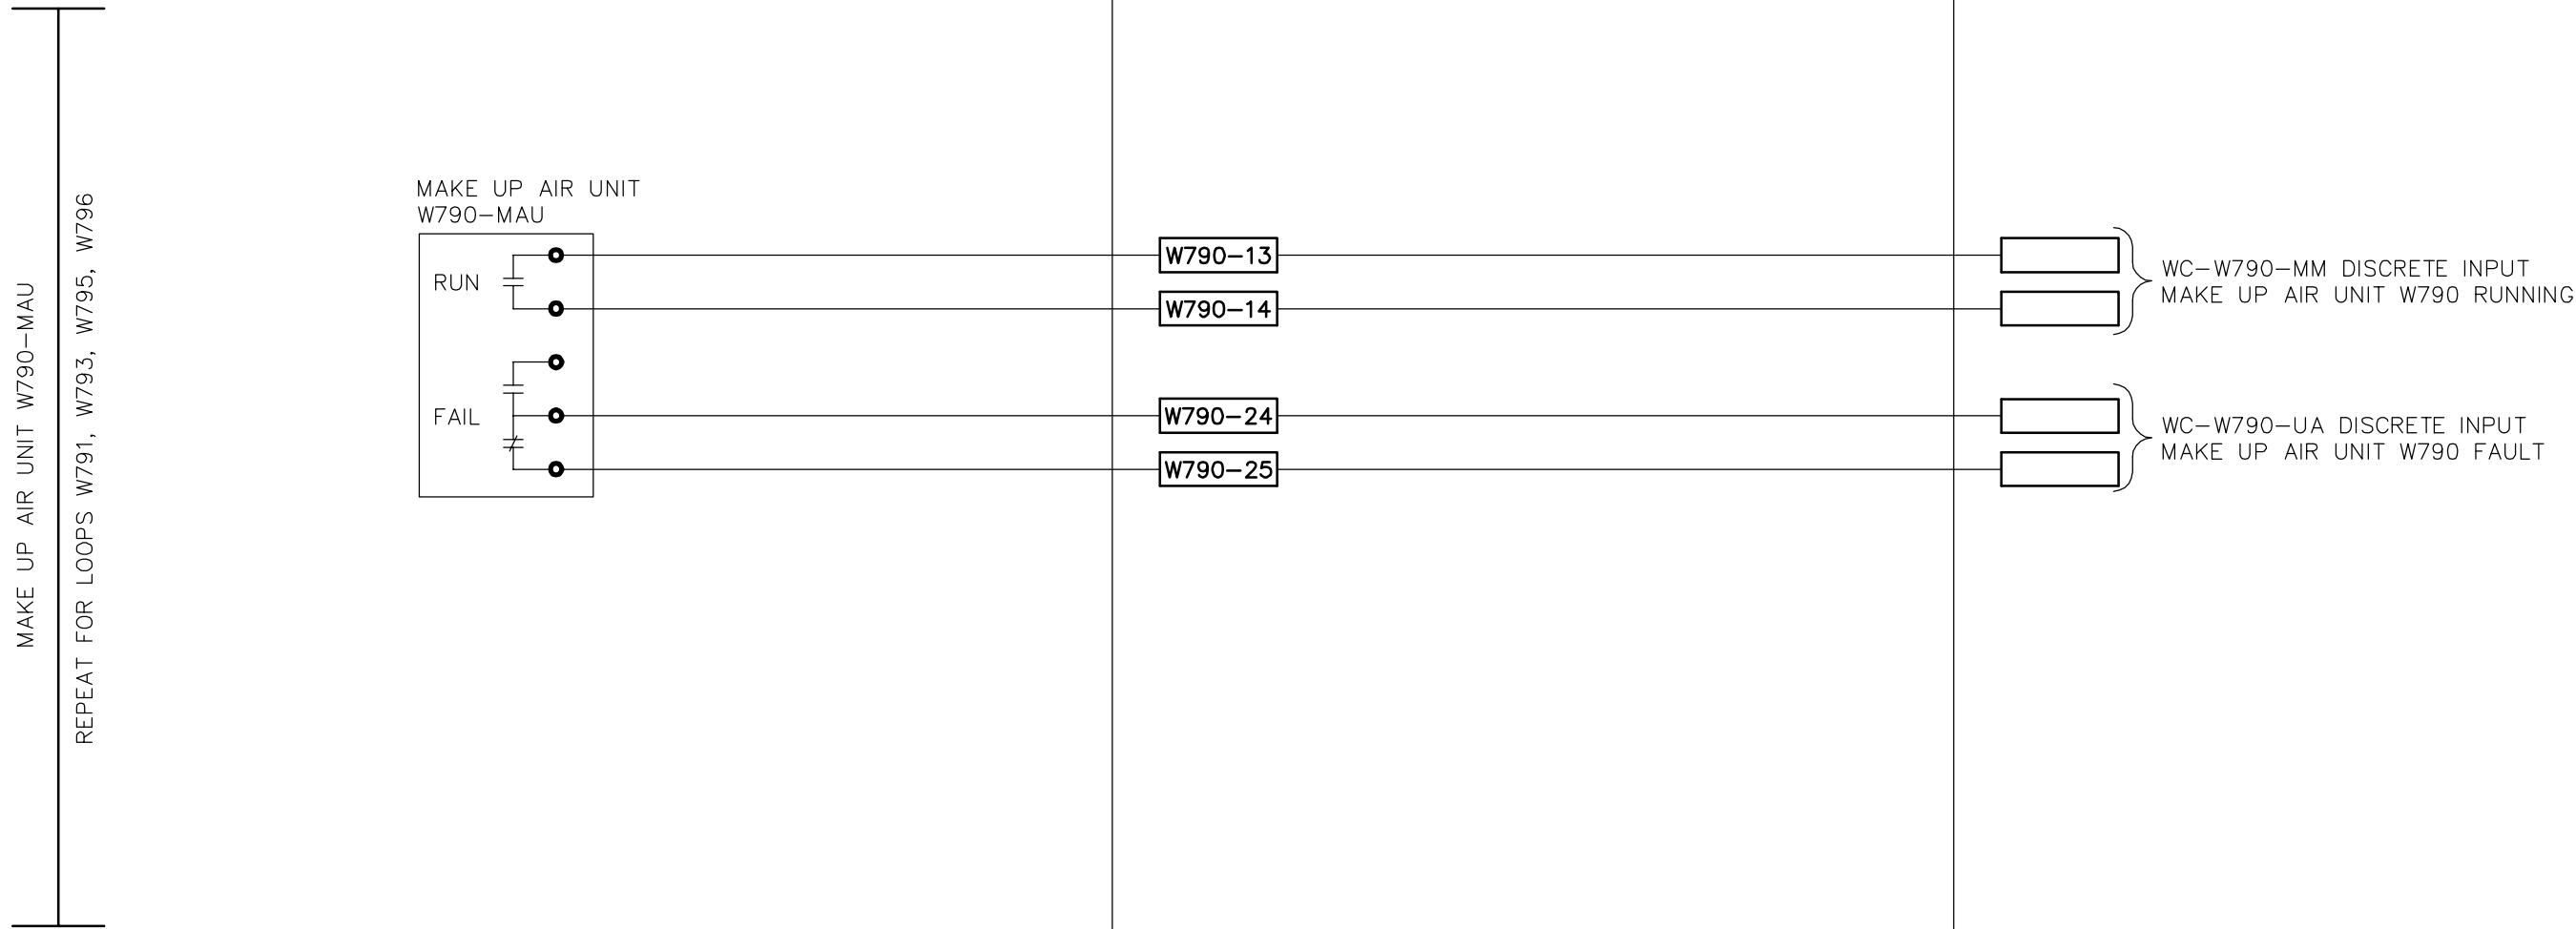 MAKE UP AIR UNIT W790-MAU
REPEAT FOR LOOPS W791, W793, W795, W796
MAKE UP AIR UNIT
W790-MAU
RUN
FAIL
W790-13
W790-14
W790-24
W790-25
WC-W790-MM DISCRETE INPUT
MAKE UP AIR UNIT W790 RUNNING
WC-W790-UA DISCRETE INPUT
MAKE UP AIR UNIT W790 FAULT